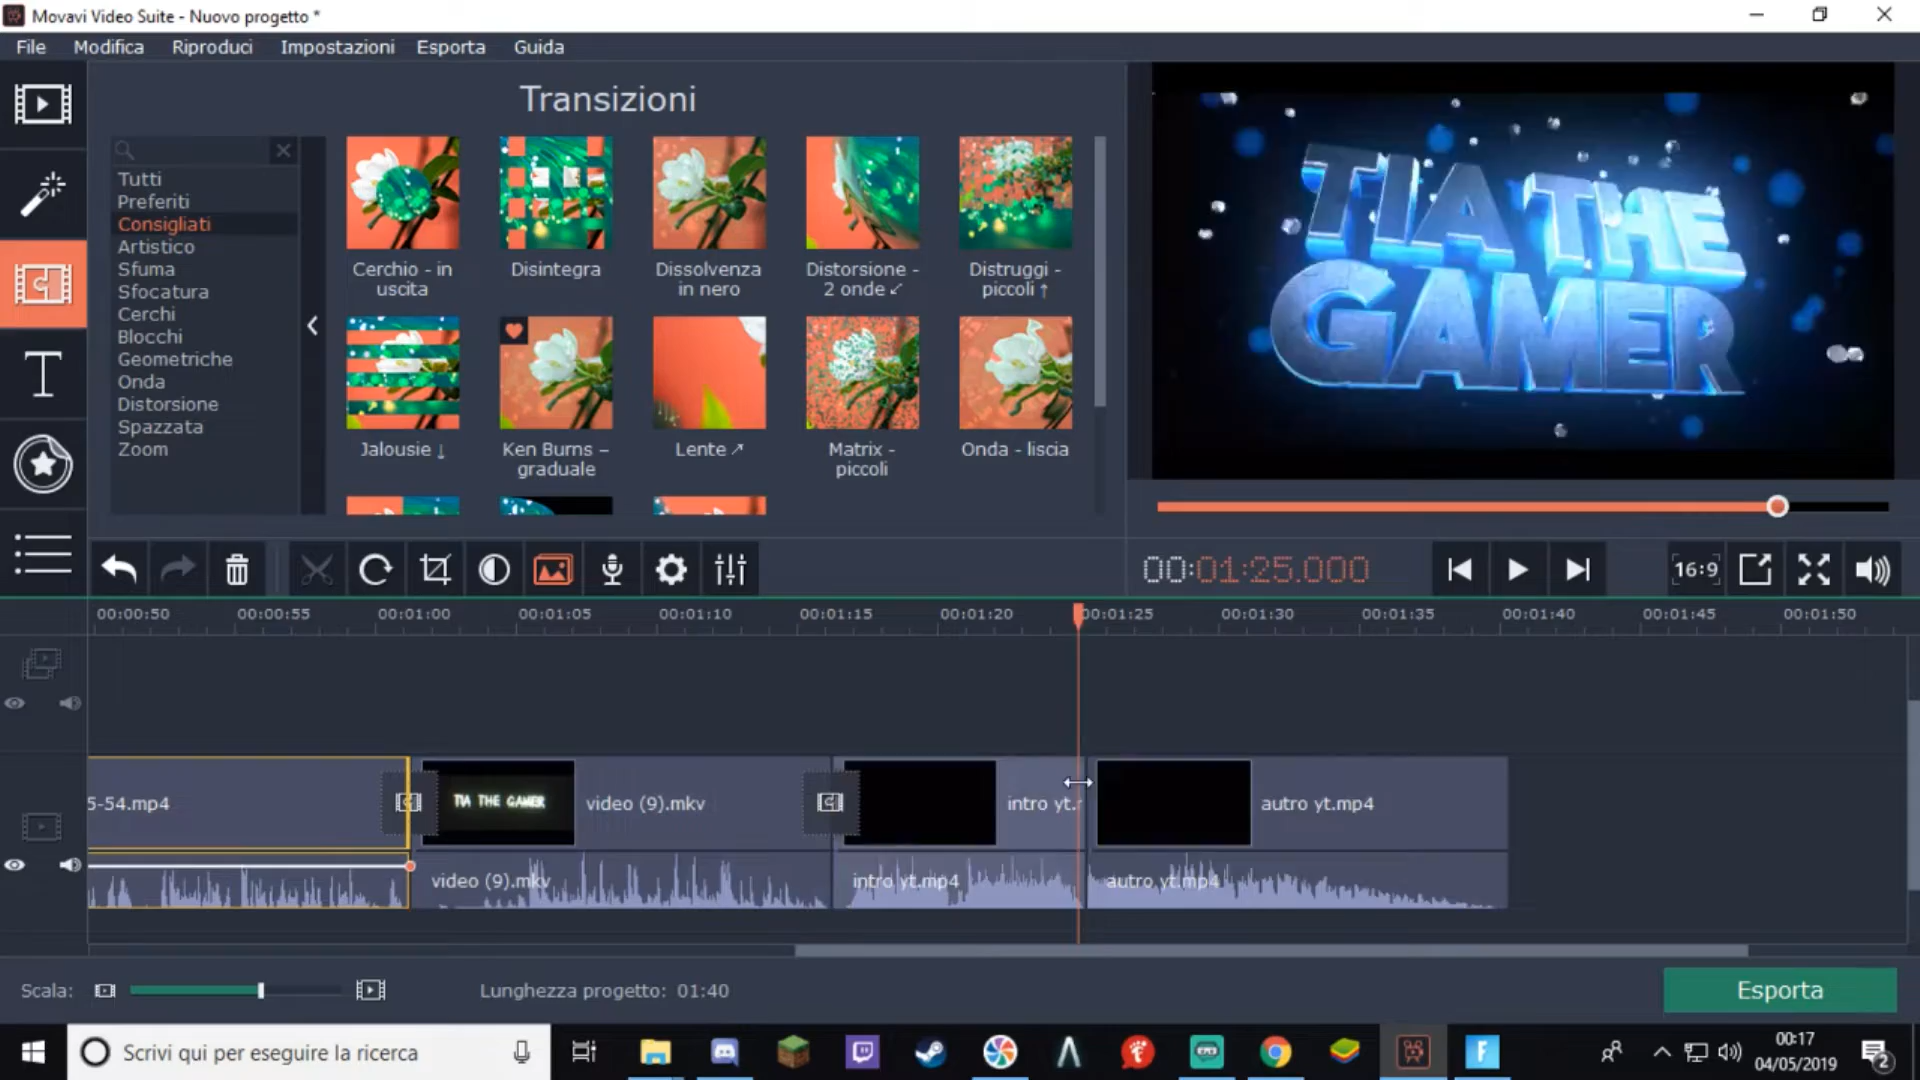 Movavi Video Suite - Nuovo progetto *
File Modifica Riproduci Impostazioni Esporta Guida
Transizioni
Tutti
Preferiti
Consigliati
Artistico
Sfuma
Sfocatura
Cerchi
Blocchi
Geometriche
Onda
Distorsione
Spazzata
Zoom
Cerchio - in
uscita
Disintegra
Dissolvenza
in nero
Distorsione -
2 onde ↙
Distruggi -
piccoli ↑
Jalousie ↓
Ken Burns –
graduale
Lente ↗
Matrix -
piccoli
Onda - liscia
TIA THE
GAMER
00:01:25.000
16:9
00:00:50 00:00:55 00:01:00 00:01:05 00:01:10 00:01:15 00:01:20 00:01:25 00:01:30 00:01:35 00:01:40 00:01:45 00:01:50
5-54.mp4
TIA THE GAMER
video (9).mkv
intro yt.
autro yt.mp4
video (9).mkv
intro yt.mp4
autro yt.mp4
Scala:
Lunghezza progetto: 01:40
Esporta
Scrivi qui per eseguire la ricerca
00:17
04/05/2019
2